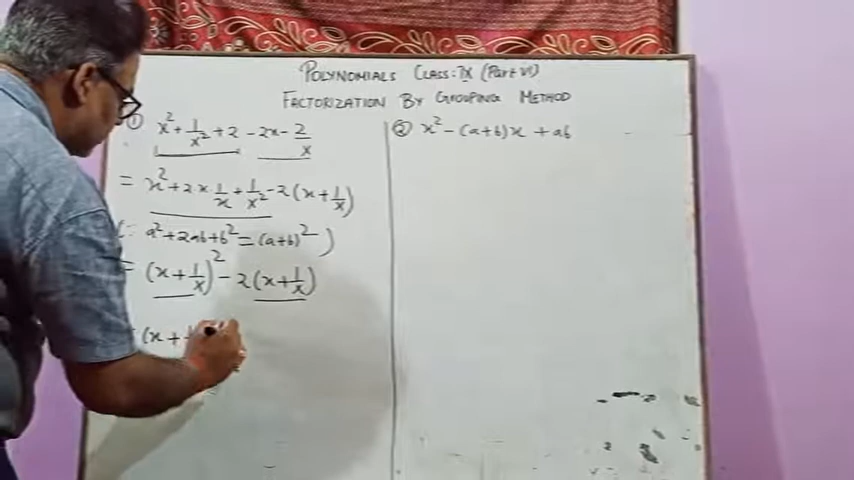 POLYNOMIALS CLASS: IX (Part VI)
FACTORIZATION BY GROUPING METHOD
① x² + 1/x² + 2 - 2x - 2/x
= x² + 2 × 1/x + 1/x² - 2(x + 1/x)
(∵ a² + 2ab + b² = (a+b)²)
= (x + 1/x)² - 2(x + 1/x)
(x + 1
② x² - (a+b)x + ab